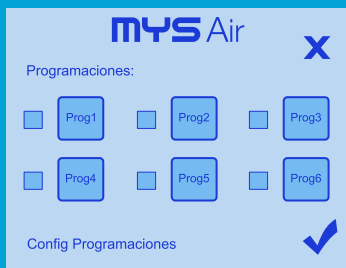 MYS Air
X
Programaciones:
Prog1 Prog2 Prog3
Prog4 Prog5 Prog6
Config Programaciones